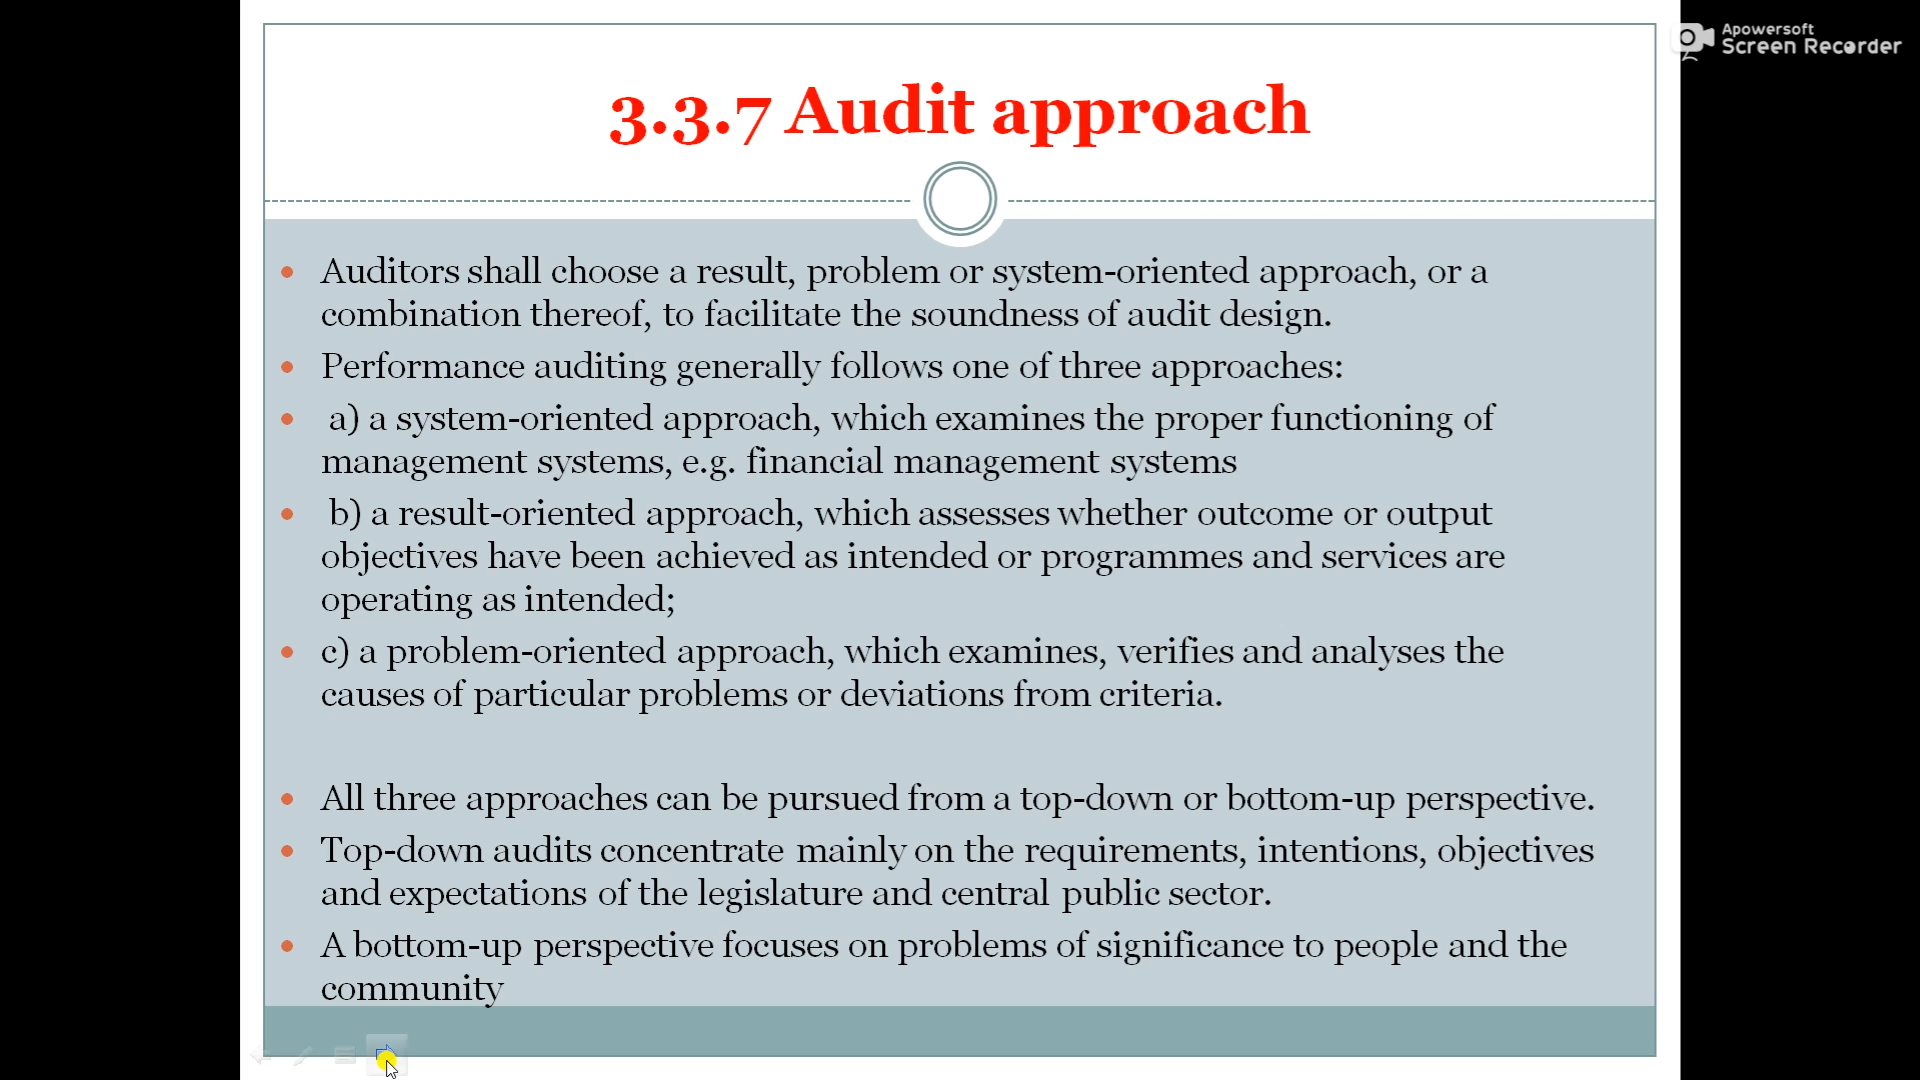 Apowersoft
Screen Recorder
3.3.7 Audit approach
• Auditors shall choose a result, problem or system-oriented approach, or a
combination thereof, to facilitate the soundness of audit design.
• Performance auditing generally follows one of three approaches:
• a) a system-oriented approach, which examines the proper functioning of
management systems, e.g. financial management systems
• b) a result-oriented approach, which assesses whether outcome or output
objectives have been achieved as intended or programmes and services are
operating as intended;
• c) a problem-oriented approach, which examines, verifies and analyses the
causes of particular problems or deviations from criteria.
• All three approaches can be pursued from a top-down or bottom-up perspective.
• Top-down audits concentrate mainly on the requirements, intentions, objectives
and expectations of the legislature and central public sector.
• A bottom-up perspective focuses on problems of significance to people and the
community